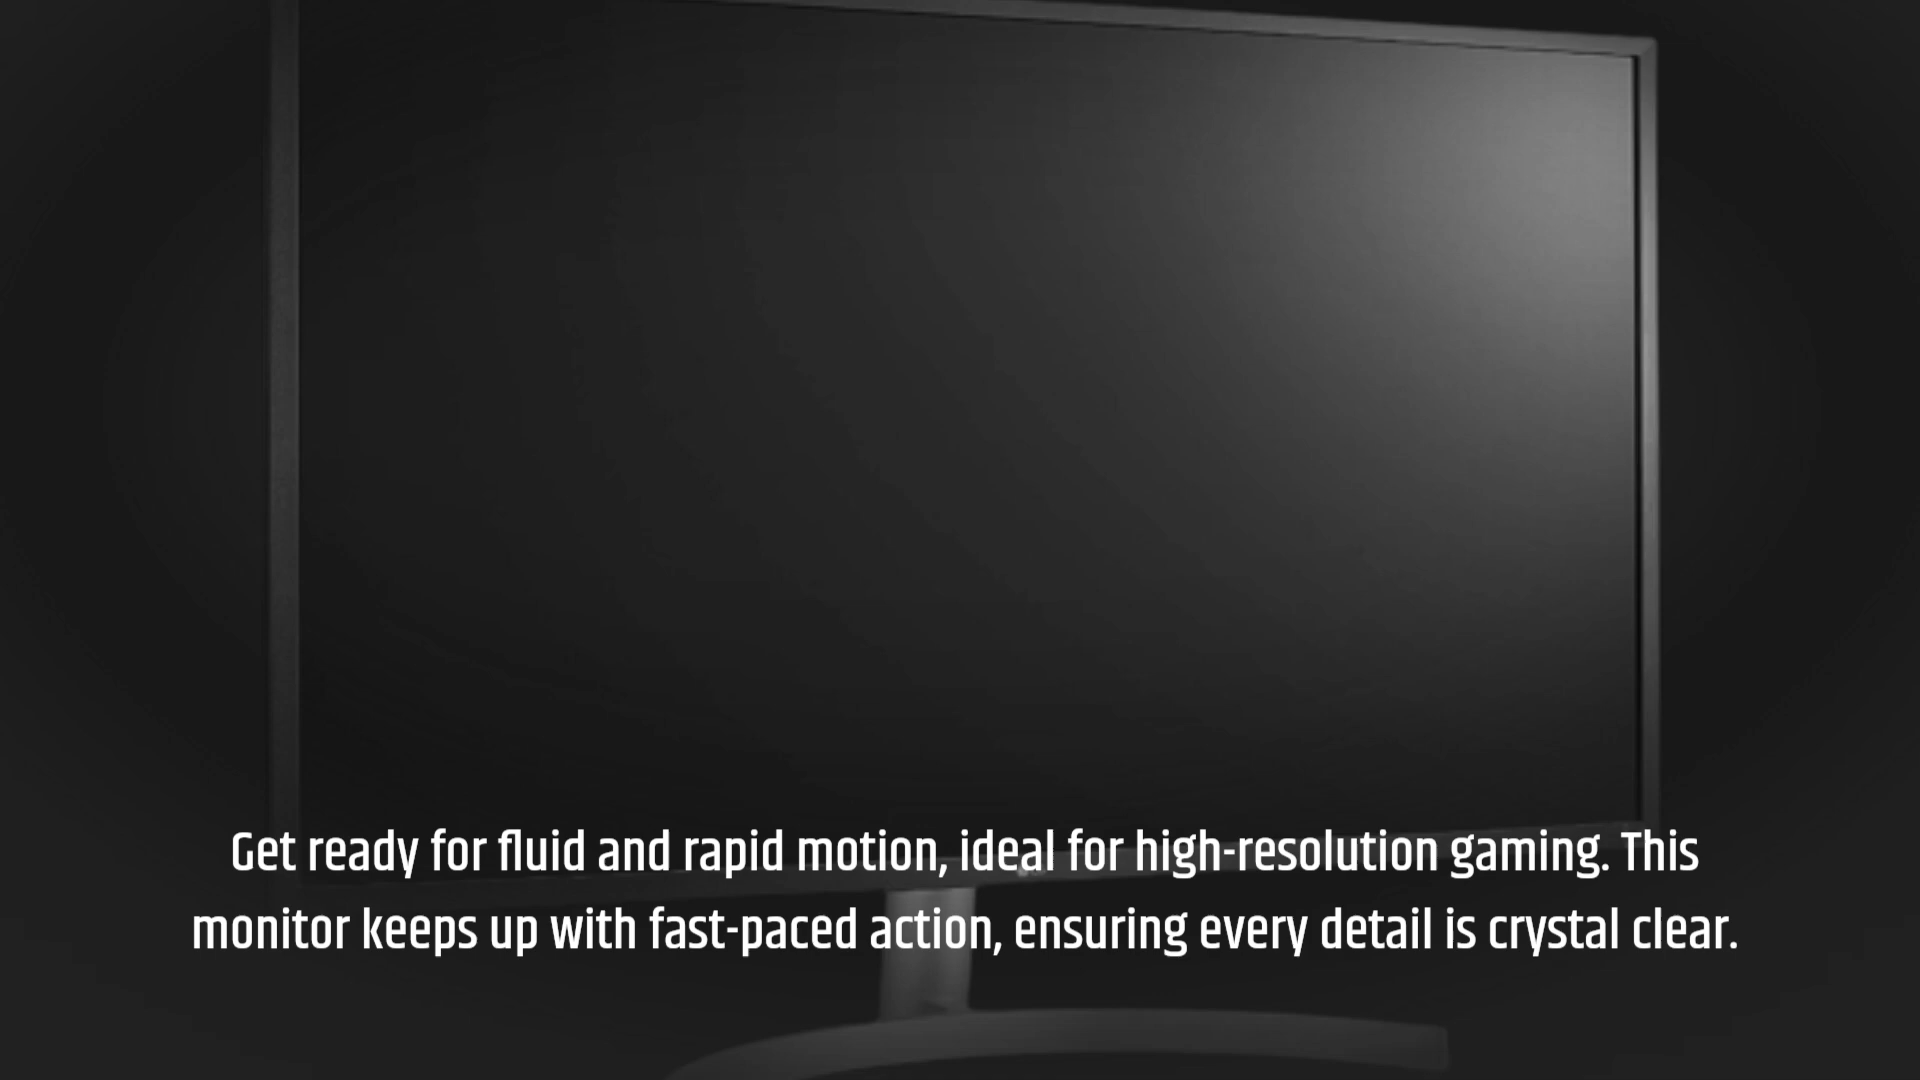 Get ready for fluid and rapid motion, ideal for high-resolution gaming. This
monitor keeps up with fast-paced action, ensuring every detail is crystal clear.